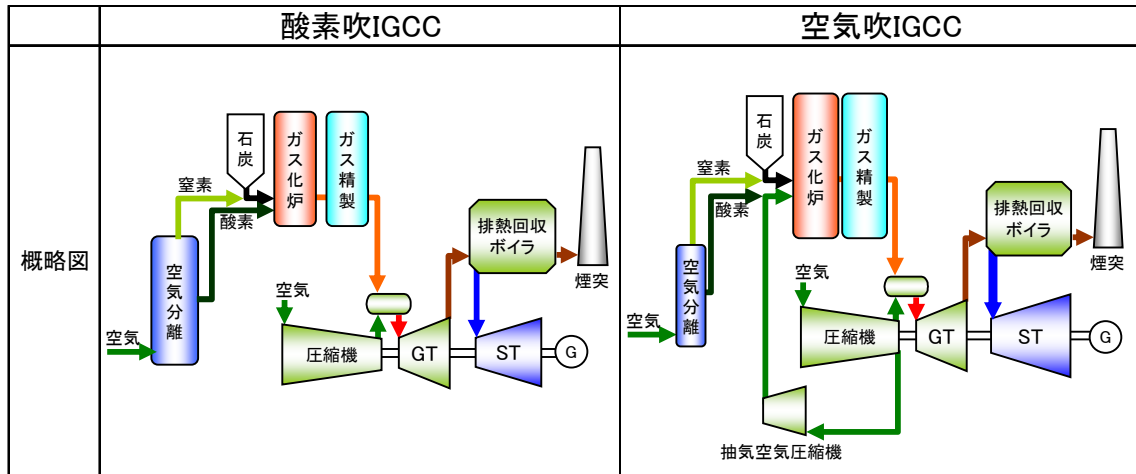 酸素吹IGCC
空気吹IGCC
概略図
石炭
ガス化炉
ガス精製
窒素
酸素
空気分離
空気
空気
圧縮機
GT
ST
G
排熱回収
ボイラ
煙突
石炭
ガス化炉
ガス精製
窒素
酸素
空気分離
空気
空気
圧縮機
GT
ST
G
排熱回収
ボイラ
煙突
抽気空気圧縮機